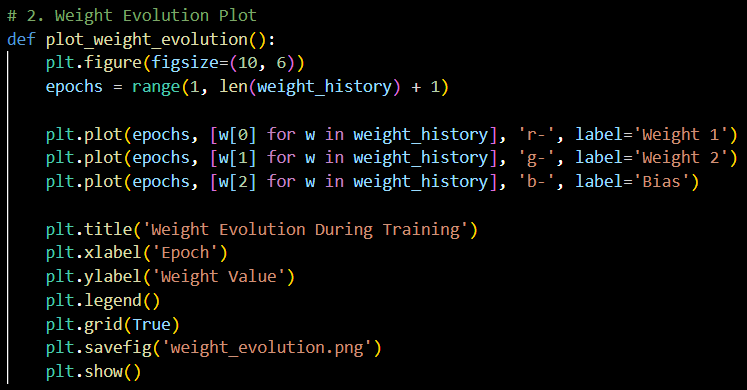 # 2. Weight Evolution Plot
def plot_weight_evolution():
    plt.figure(figsize=(10, 6))
    epochs = range(1, len(weight_history) + 1)

    plt.plot(epochs, [w[0] for w in weight_history], 'r-', label='Weight 1')
    plt.plot(epochs, [w[1] for w in weight_history], 'g-', label='Weight 2')
    plt.plot(epochs, [w[2] for w in weight_history], 'b-', label='Bias')

    plt.title('Weight Evolution During Training')
    plt.xlabel('Epoch')
    plt.ylabel('Weight Value')
    plt.legend()
    plt.grid(True)
    plt.savefig('weight_evolution.png')
    plt.show()